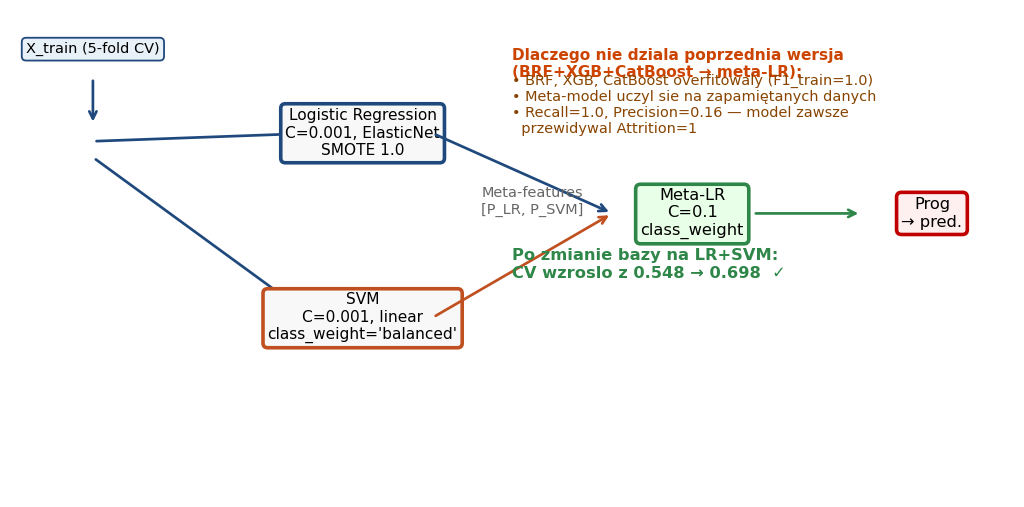 X_train (5-fold CV)
Dlaczego nie dziala poprzednia wersja
(BRF+XGB+CatBoost → meta-LR):
• BRF, XGB, CatBoost overfitowały (F1_train=1.0)
• Meta-model uczyl sie na zapamiętanych danych
• Recall=1.0, Precision=0.16 — model zawsze
przewidywal Attrition=1
Logistic Regression
C=0.001, ElasticNet
SMOTE 1.0
Meta-features
[P_LR, P_SVM]
Meta-LR
C=0.1
class_weight
Prog
→ pred.
Po zmianie bazy na LR+SVM:
CV wzroslo z 0.548 → 0.698 ✓
SVM
C=0.001, linear
class_weight='balanced'